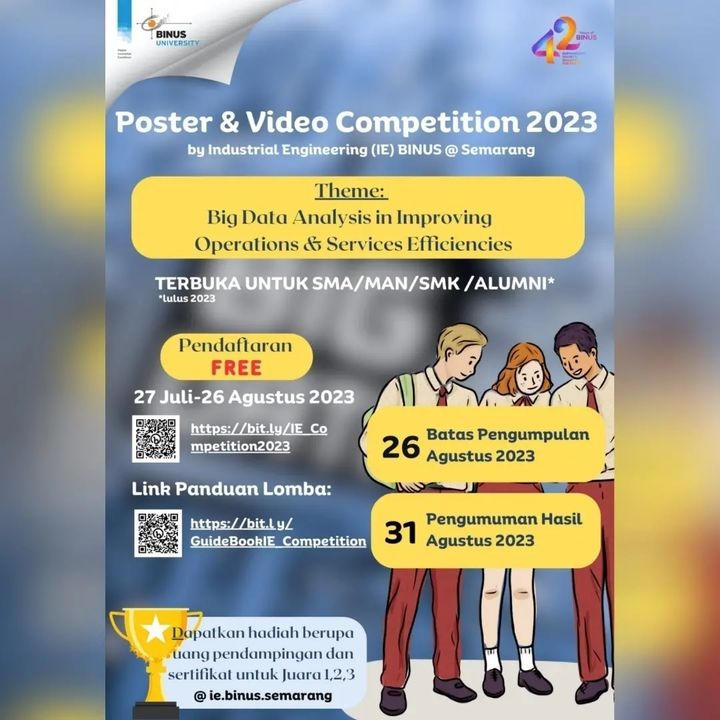 BINUS
UNIVERSITY
42
BINUS
Poster & Video Competition 2023
by Industrial Engineering (IE) BINUS @ Semarang
Theme:
Big Data Analysis in Improving
Operations & Services Efficiencies
TERBUKA UNTUK SMA/MAN/SMK /ALUMNI*
*lulus 2023
Pendaftaran
FREE
27 Juli-26 Agustus 2023
https://bit.ly/IE_Co
mpetition2023
26 Batas Pengumpulan
Agustus 2023
Link Panduan Lomba:
https://bit.ly/
GuideBookIE_Competition
31 Pengumuman Hasil
Agustus 2023
Dapatkan hadiah berupa
uang pendampingan dan
sertifikat untuk Juara 1,2,3
@ ie.binus.semarang